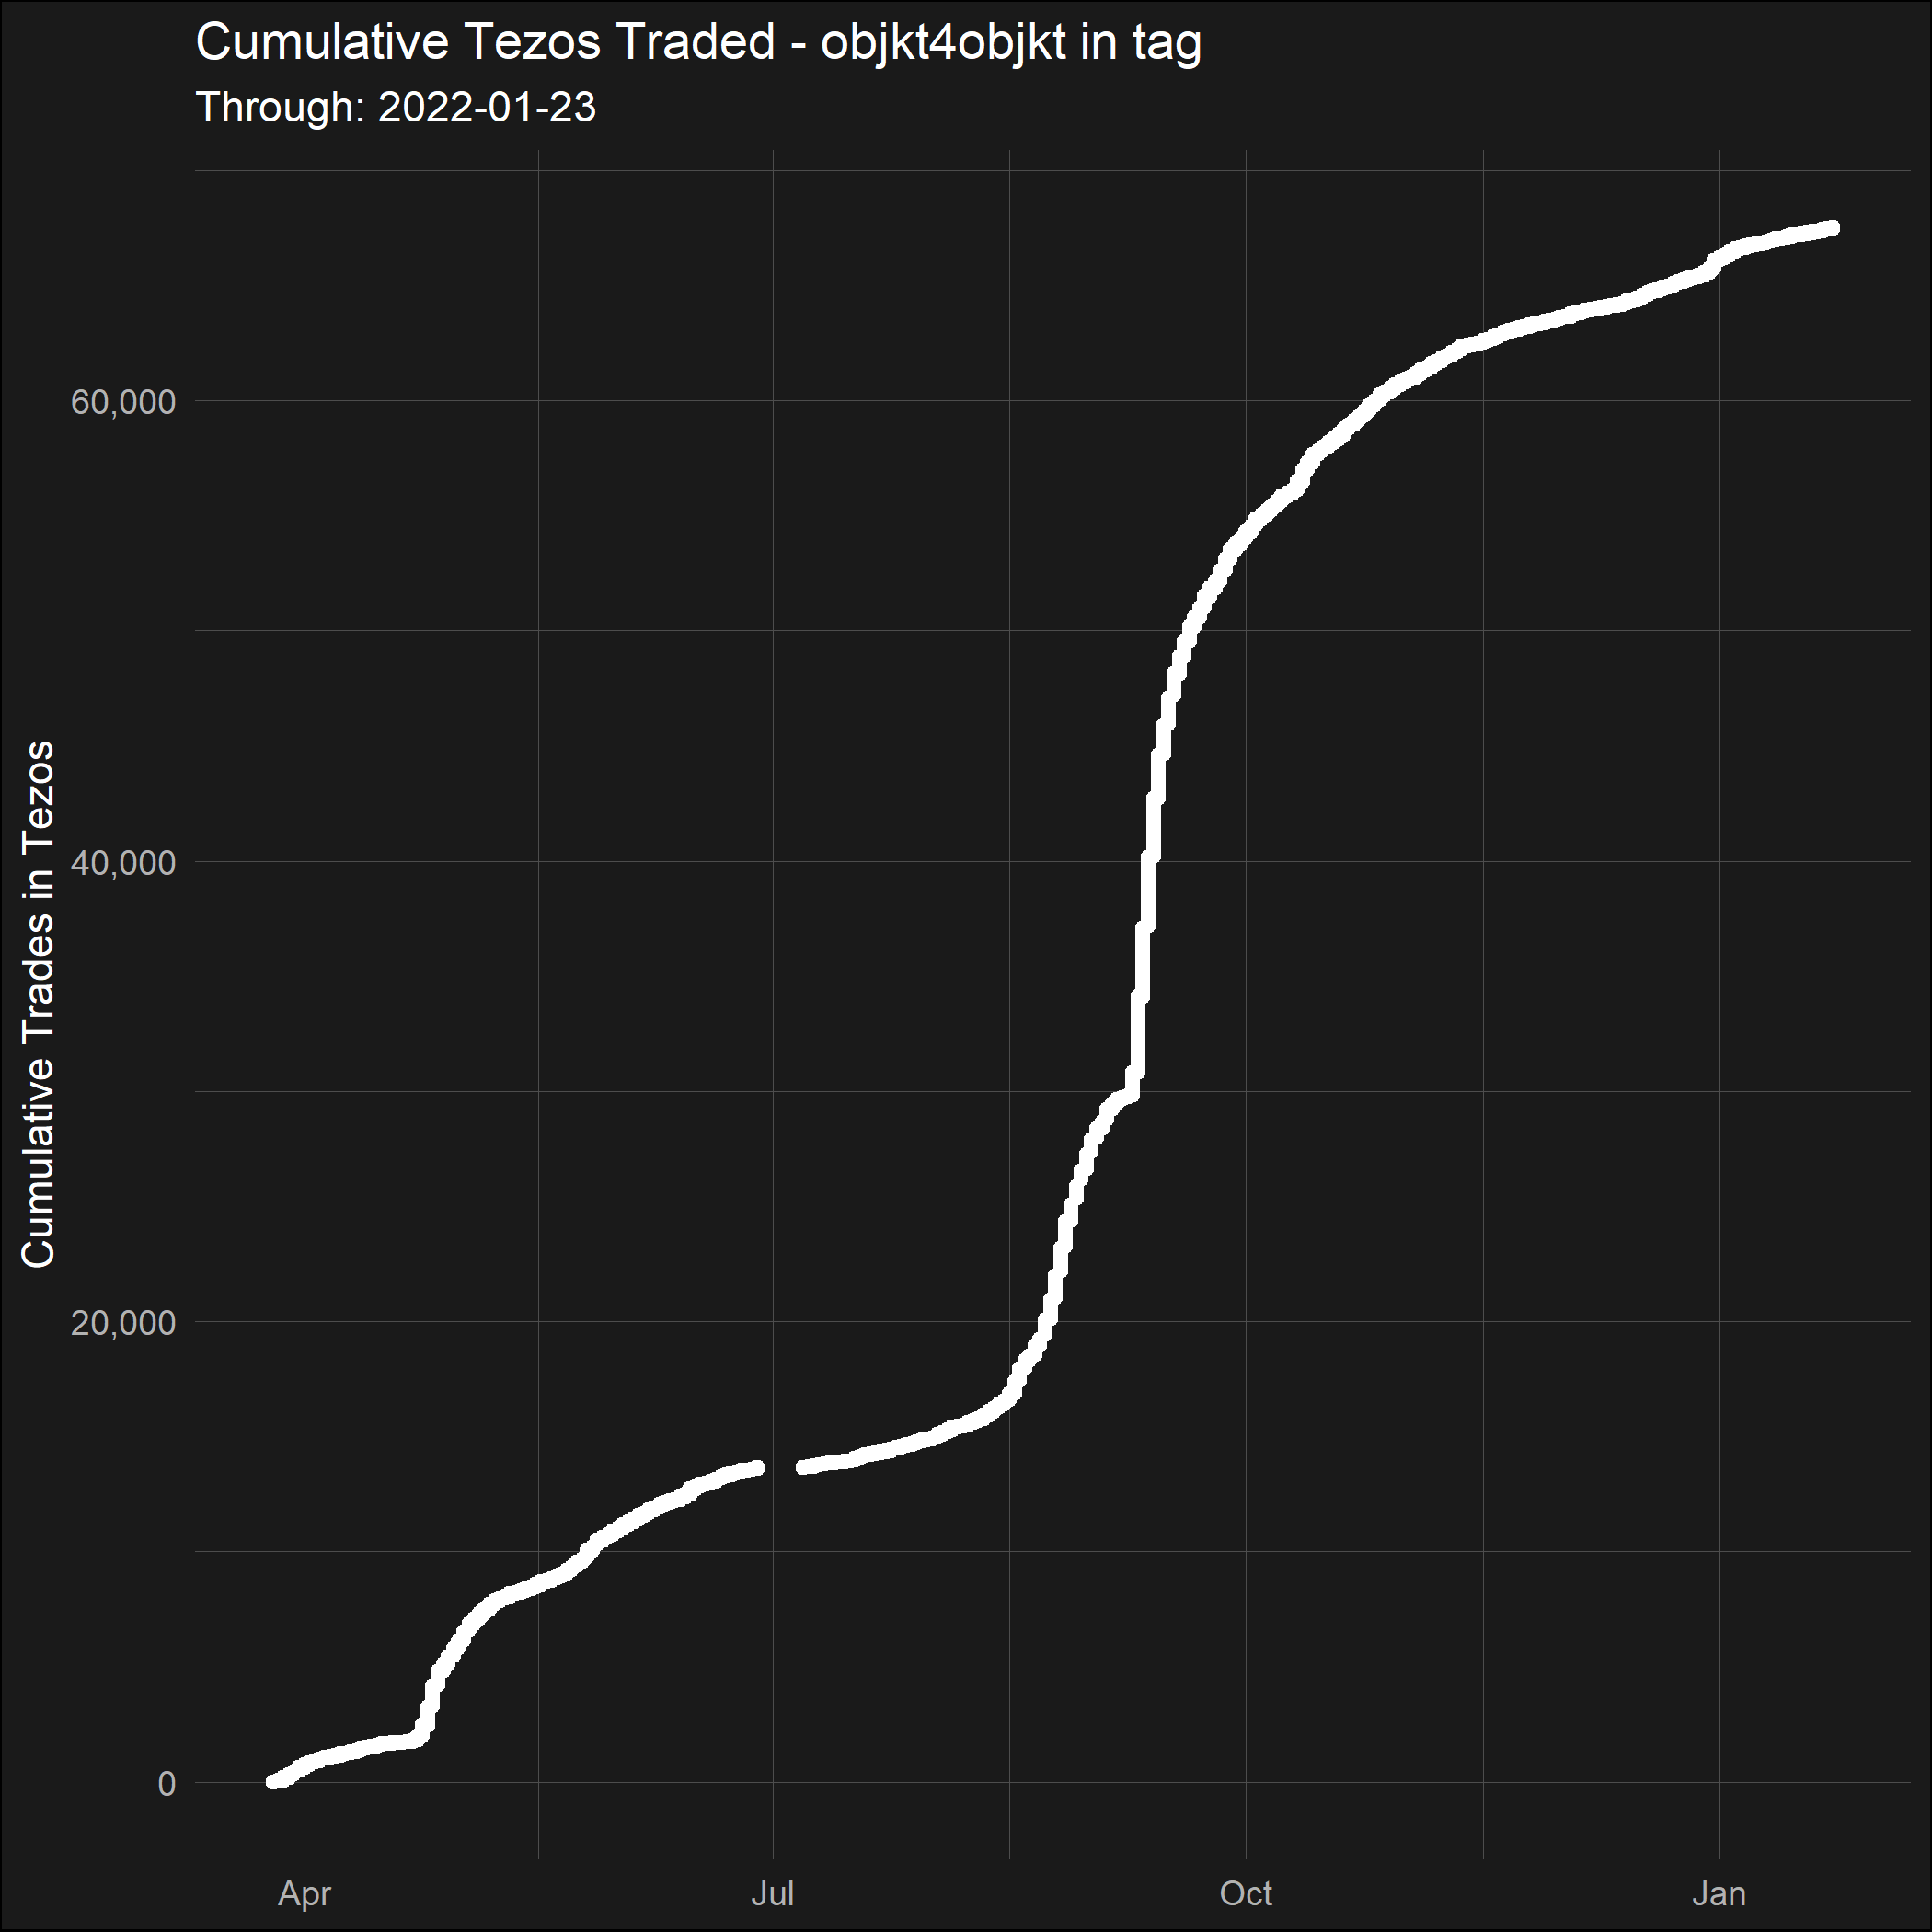 Cumulative Tezos Traded - objkt4objkt in tag
Through: 2022-01-23
Cumulative Trades in Tezos
60,000
40,000
20,000
0
Apr
Jul
Oct
Jan